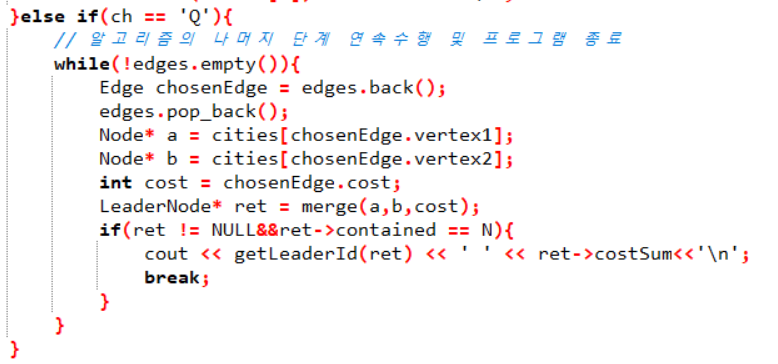 }else if(ch == 'Q'){
// 알고리즘의 나머지 단계 연속수행 및 프로그램 종료
while(!edges.empty()){
Edge chosenEdge = edges.back();
edges.pop_back();
Node* a = cities[chosenEdge.vertex1];
Node* b = cities[chosenEdge.vertex2];
int cost = chosenEdge.cost;
LeaderNode* ret = merge(a,b,cost);
if(ret != NULL&&ret->contained == N){
cout << getLeaderId(ret) << ' ' << ret->costSum<<'\n';
break;
}
}
}